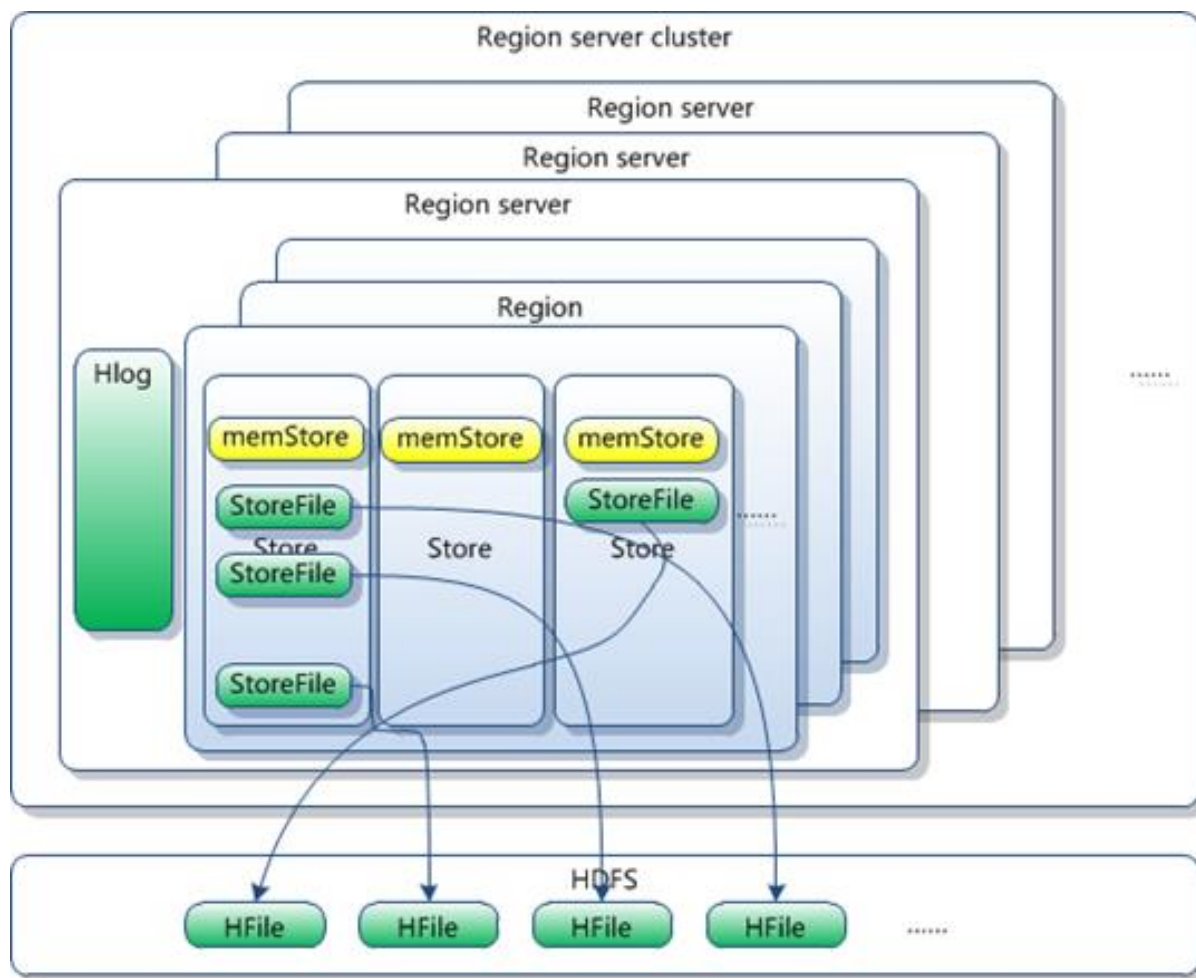 Region server cluster
Region server
Region server
Region server
Region
Hlog
memStore
memStore
memStore
StoreFile
StoreFile
Store
Store
Store
StoreFile
StoreFile
......
......
HDFS
HFile
HFile
HFile
HFile
......